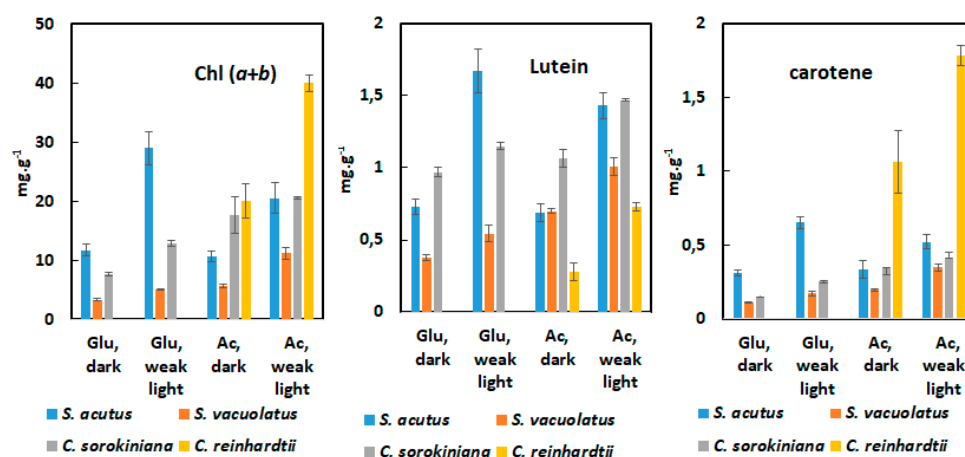 50
40
30
20
10
0
mg.g-1
Chl (a+b)
Glu, dark
Glu, weak light
Ac, dark
Ac, weak light
S. acutus
S. vacuolatus
C. sorokiniana
C. reinhardtii
2
1,5
1
0,5
0
mg.g-1
Lutein
Glu, dark
Glu, weak light
Ac, dark
Ac, weak light
S. acutus
S. vacuolatus
C. sorokiniana
C. reinhardtii
2
1,5
1
0,5
0
mg.g-1
carotene
Glu, dark
Glu, weak light
Ac, dark
Ac, weak light
S. acutus
S. vacuolatus
C. sorokiniana
C. reinhardtii